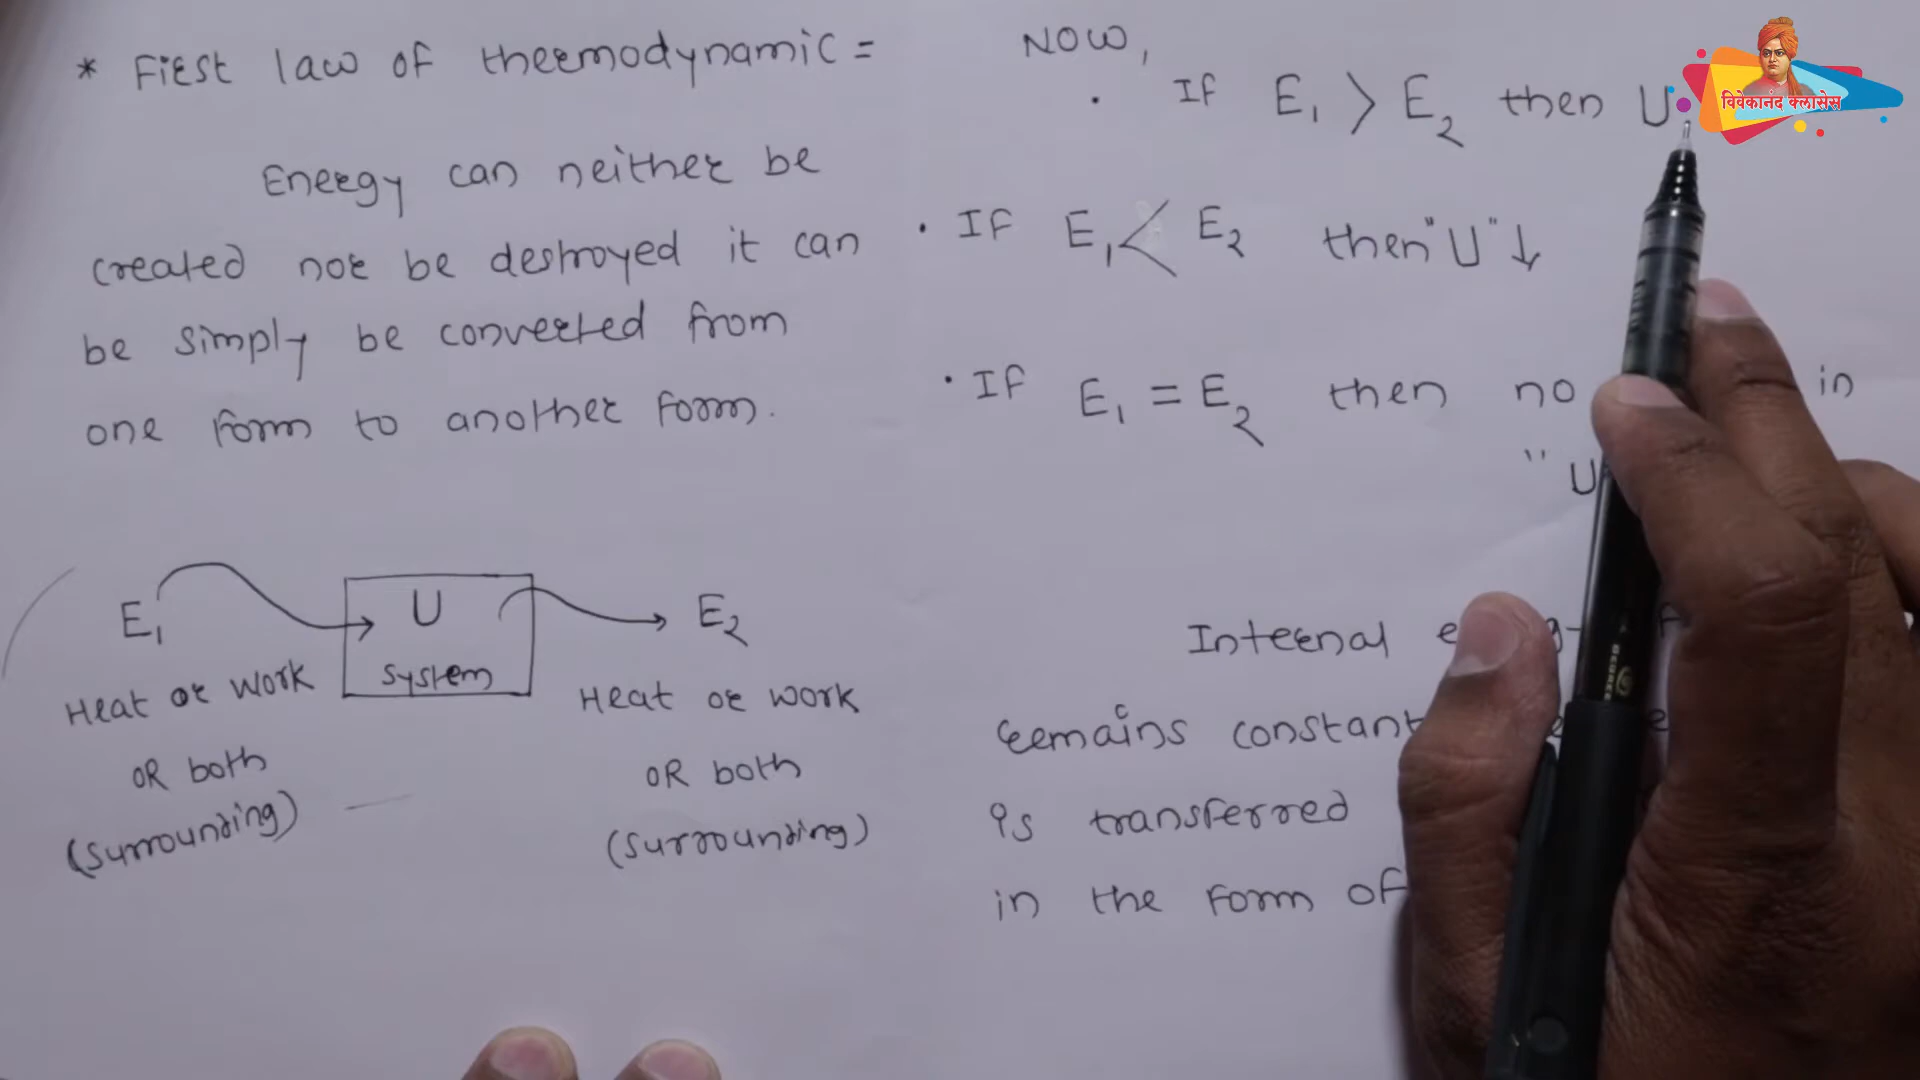 * First law of thermodynamic =
Energy can neither be
created nor be destroyed it can
be simply be converted from
one form to another form.
E₁
U
system
E₂
Heat or work
OR both
(surrounding)
Heat or work
OR both
(surrounding)
NOW,
. If E₁ > E₂ then U
. If E₁ < E₂ then "U" ↓
. If E₁ = E₂ then no in
"U
Internal
remains constant
is transferred
in the form of
विवेकानंद क्लासेस